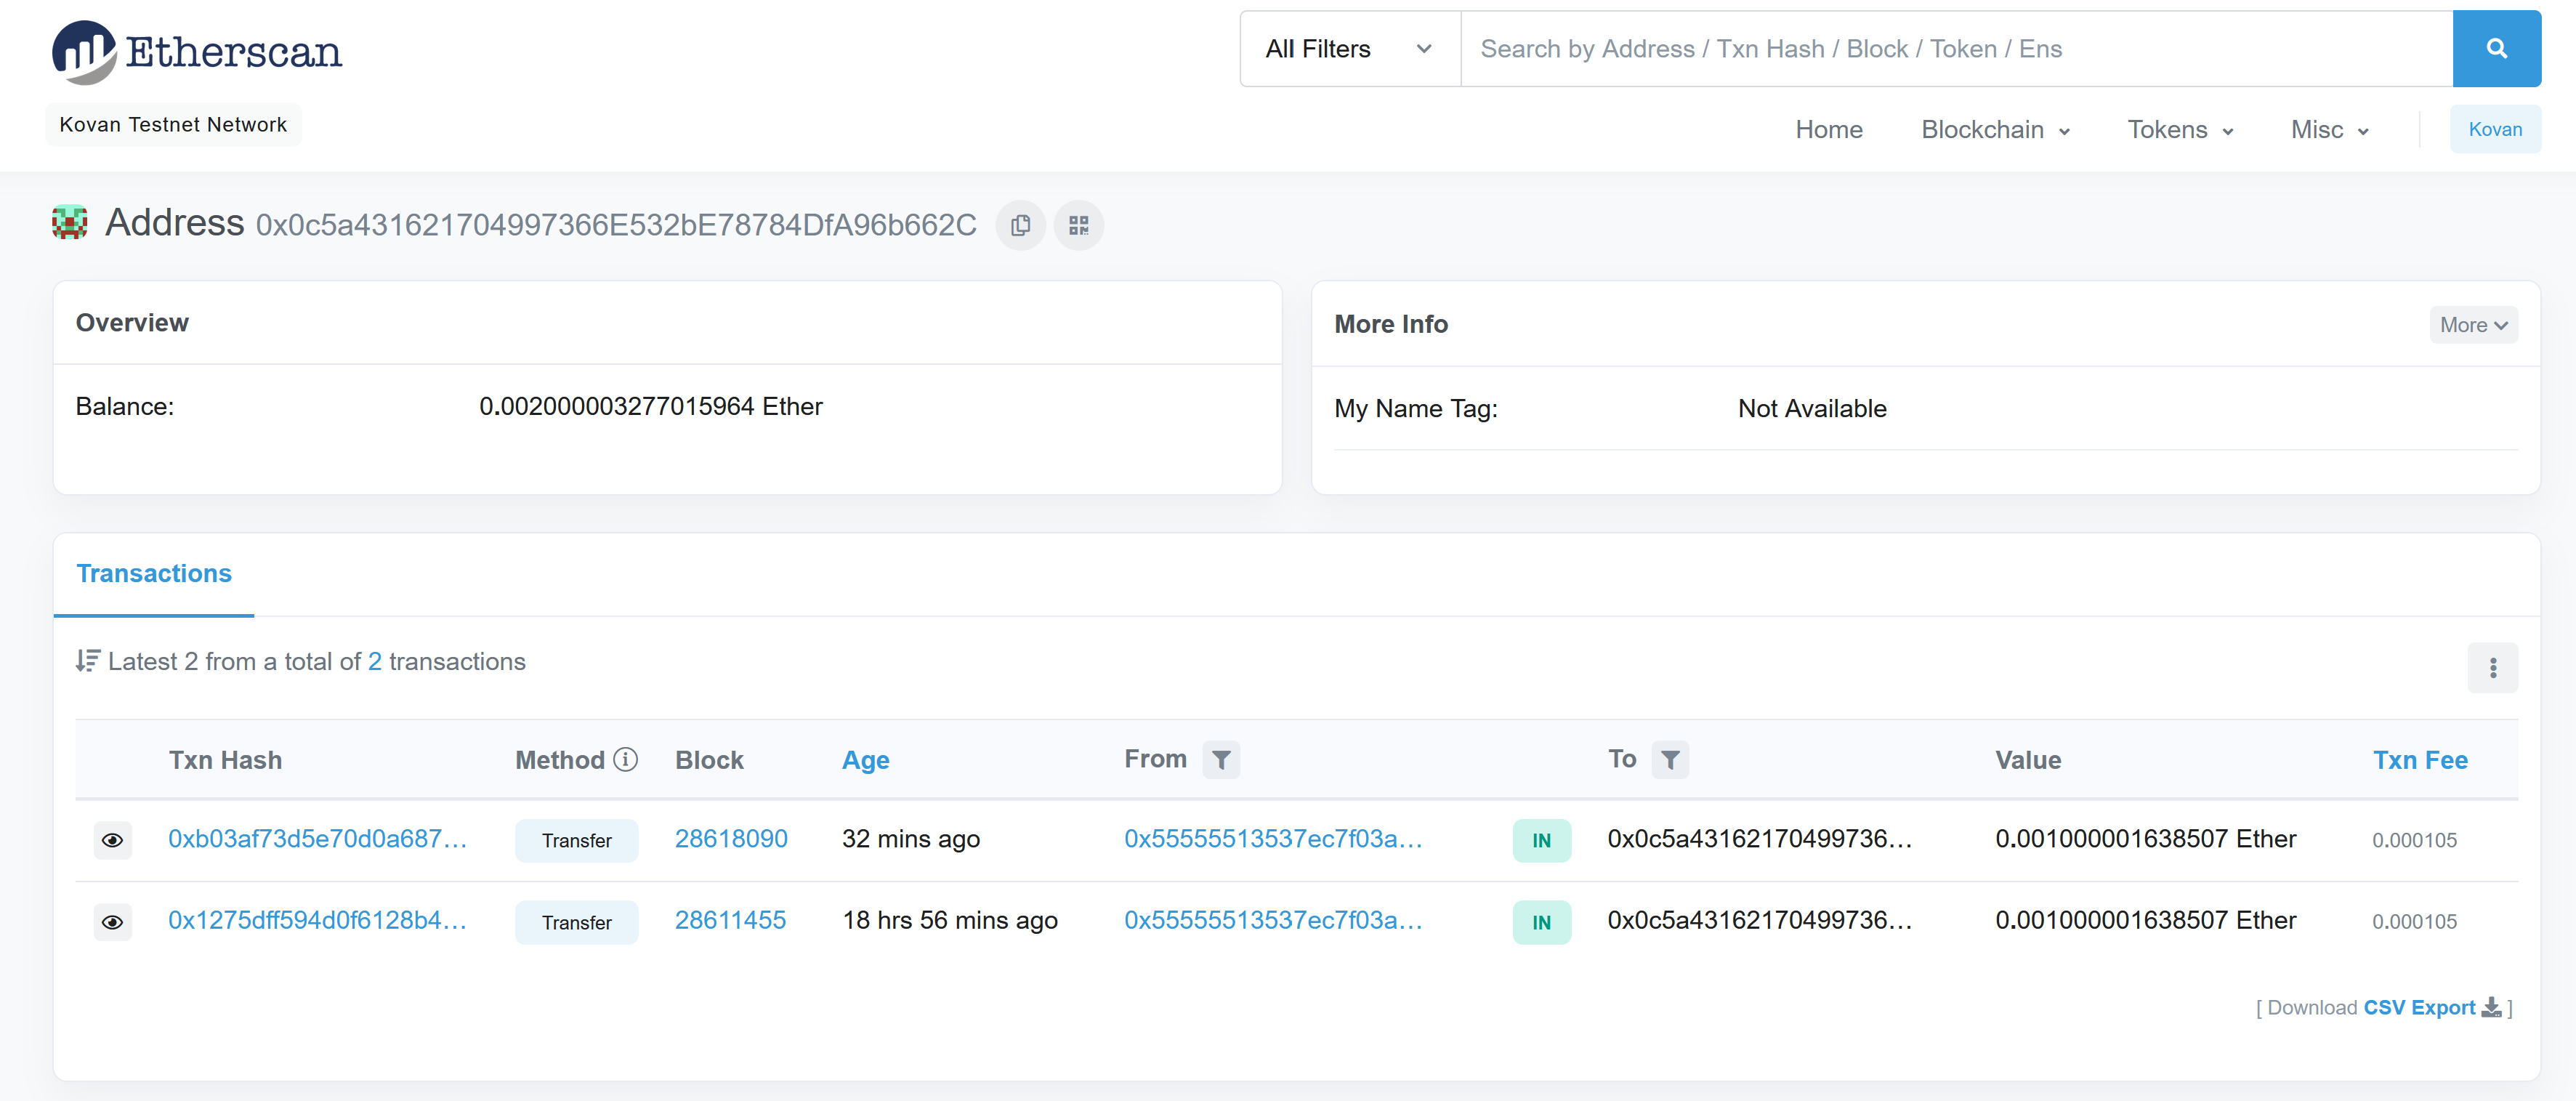 Etherscan
All Filters
Search by Address / Txn Hash / Block / Token / Ens
Kovan Testnet Network
Home Blockchain Tokens Misc Kovan
Address 0x0c5a431621704997366E532bE78784DfA96b662C
Overview
Balance: 0.002000003277015964 Ether
More Info More
My Name Tag: Not Available
Transactions
Latest 2 from a total of 2 transactions
Txn Hash Method Block Age From To Value Txn Fee
0xb03af73d5e70d0a687... Transfer 28618090 32 mins ago 0x55555513537ec7f03a... IN 0x0c5a43162170499736... 0.001000001638507 Ether 0.000105
0x1275dff594d0f6128b4... Transfer 28611455 18 hrs 56 mins ago 0x55555513537ec7f03a... IN 0x0c5a43162170499736... 0.001000001638507 Ether 0.000105
[ Download CSV Export ]